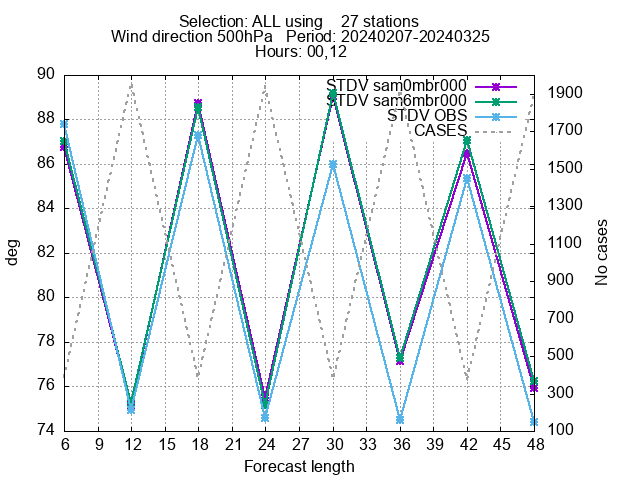 Selection: ALL using    27 stations
Wind direction 500hPa   Period: 20240207-20240325
Hours: 00,12
STDV sam0mbr000
STDV sam6mbr000
STDV OBS
CASES
deg
90
88
86
84
82
80
78
76
74
1900
1700
1500
1300
1100
900
700
500
300
100
No cases
6 9 12 15 18 21 24 27 30 33 36 39 42 45 48
Forecast length